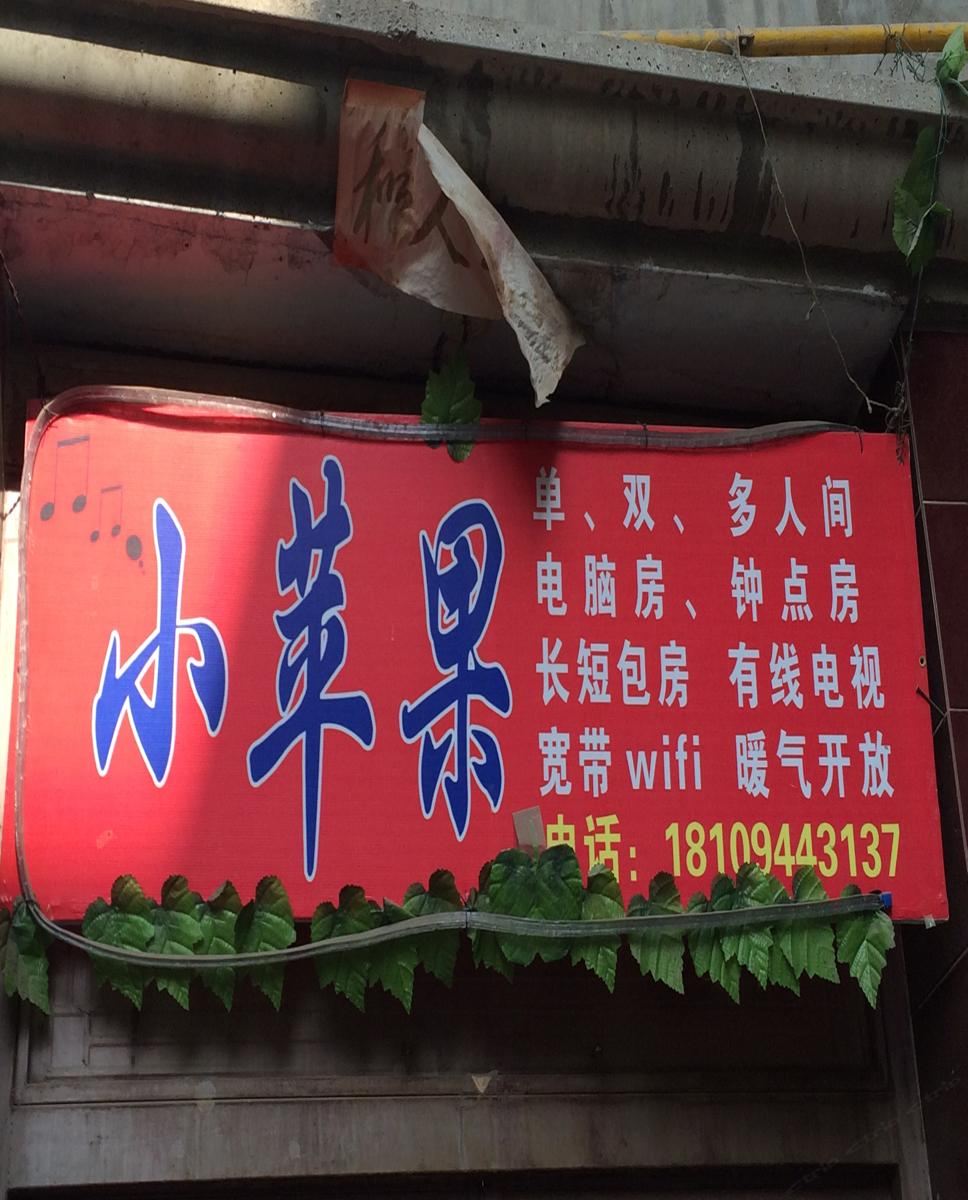 小苹果
单、双、多人间
电脑房、钟点房
长短包房 有线电视
宽带wifi 暖气开放
电话：18109443137